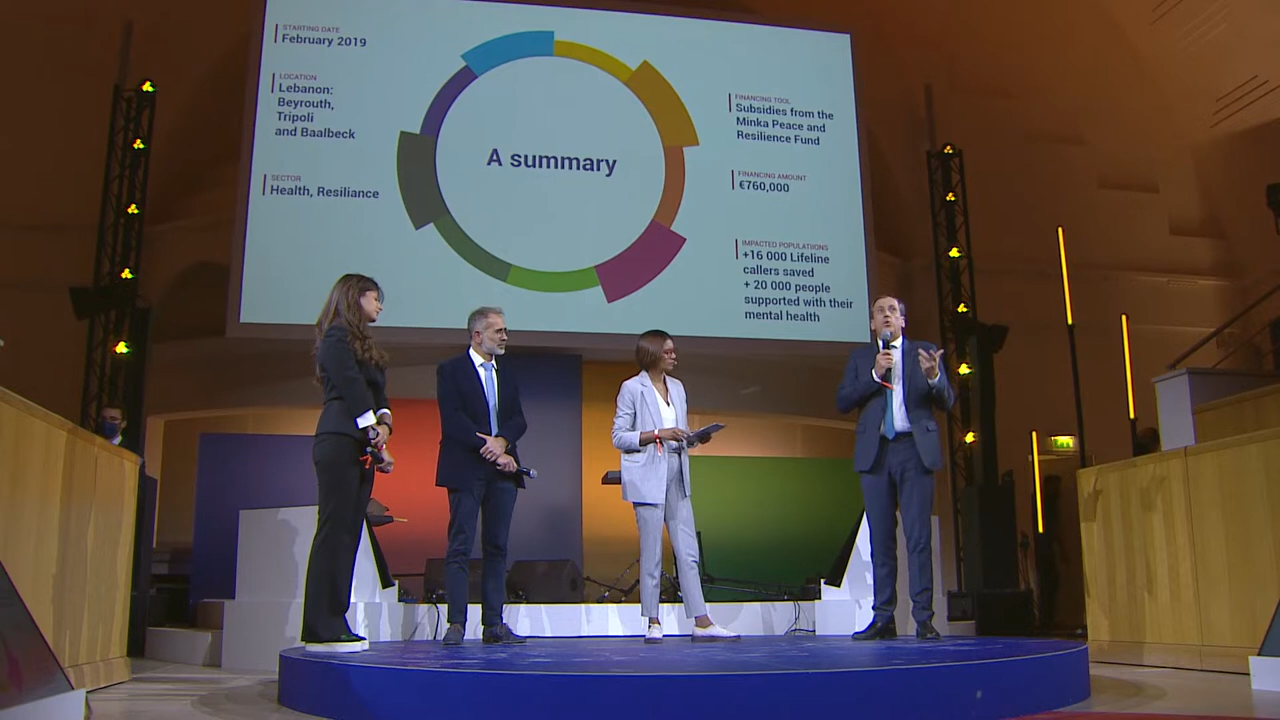 STARTING DATE
February 2019
LOCATION
Lebanon:
Beyrouth,
Tripoli
and Baalbeck
SECTOR
Health, Resiliance
A summary
FINANCING TOOL
Subsidies from the
Minka Peace and
Resilience Fund
FINANCING AMOUNT
€760,000
IMPACTED POPULATIIONS
+16 000 Lifeline
callers saved
+ 20 000 people
supported with their
mental health